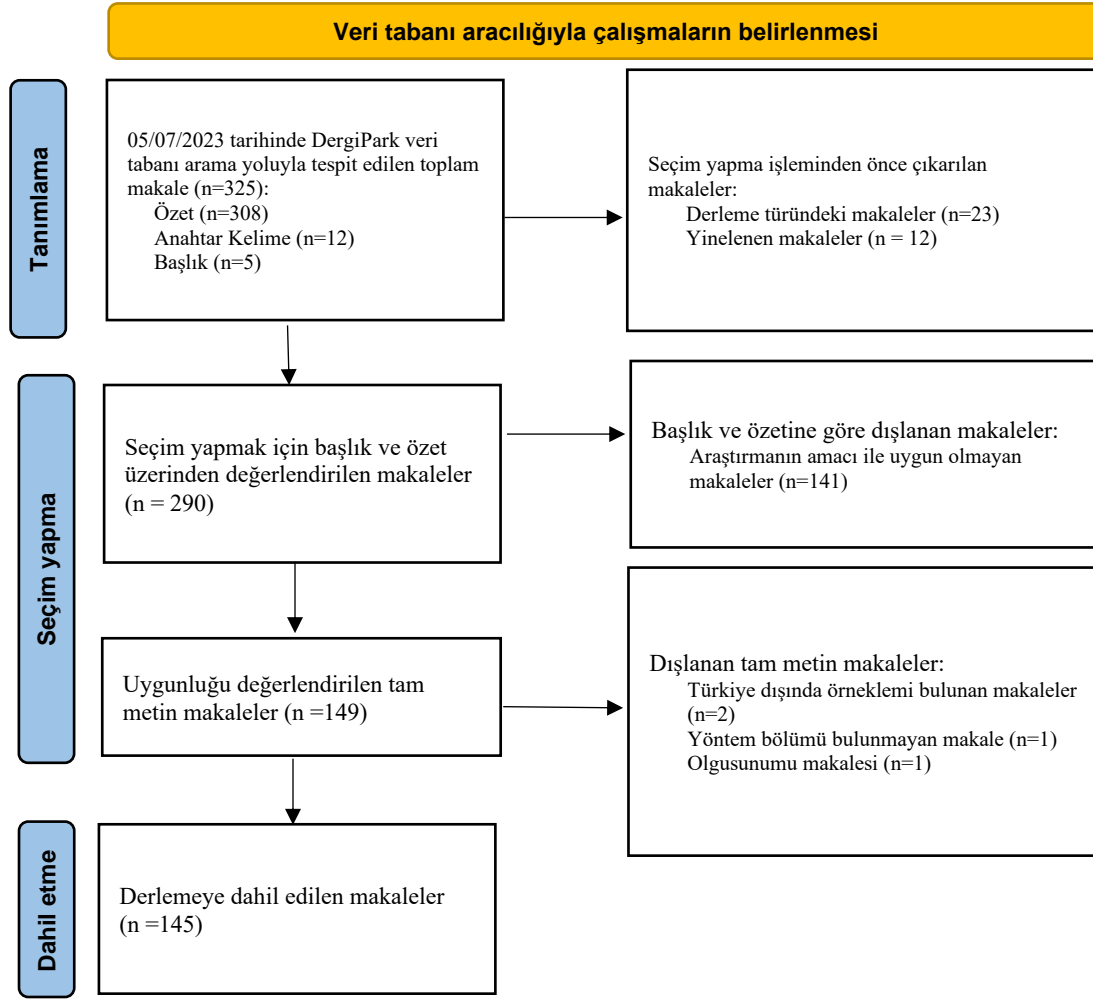 Veri tabanı aracılığıyla çalışmaların belirlenmesi
Tanımlama
05/07/2023 tarihinde DergiPark veri
tabanı arama yoluyla tespit edilen toplam
makale (n=325):
Özet (n=308)
Anahtar Kelime (n=12)
Başlık (n=5)
Seçim yapma işleminden önce çıkarılan
makaleler:
Derleme türündeki makaleler (n=23)
Yinelenen makaleler (n = 12)
Seçim yapma
Seçim yapmak için başlık ve özet
üzerinden değerlendirilen makaleler
(n = 290)
Başlık ve özetine göre dışlanan makaleler:
Araştırmanın amacı ile uygun olmayan
makaleler (n=141)
Uygunluğu değerlendirilen tam
metin makaleler (n =149)
Dışlanan tam metin makaleler:
Türkiye dışında örneklemi bulunan makaleler
(n=2)
Yöntem bölümü bulunmayan makale (n=1)
Olgusunumu makalesi (n=1)
Dahil etme
Derlemeye dahil edilen makaleler
(n =145)